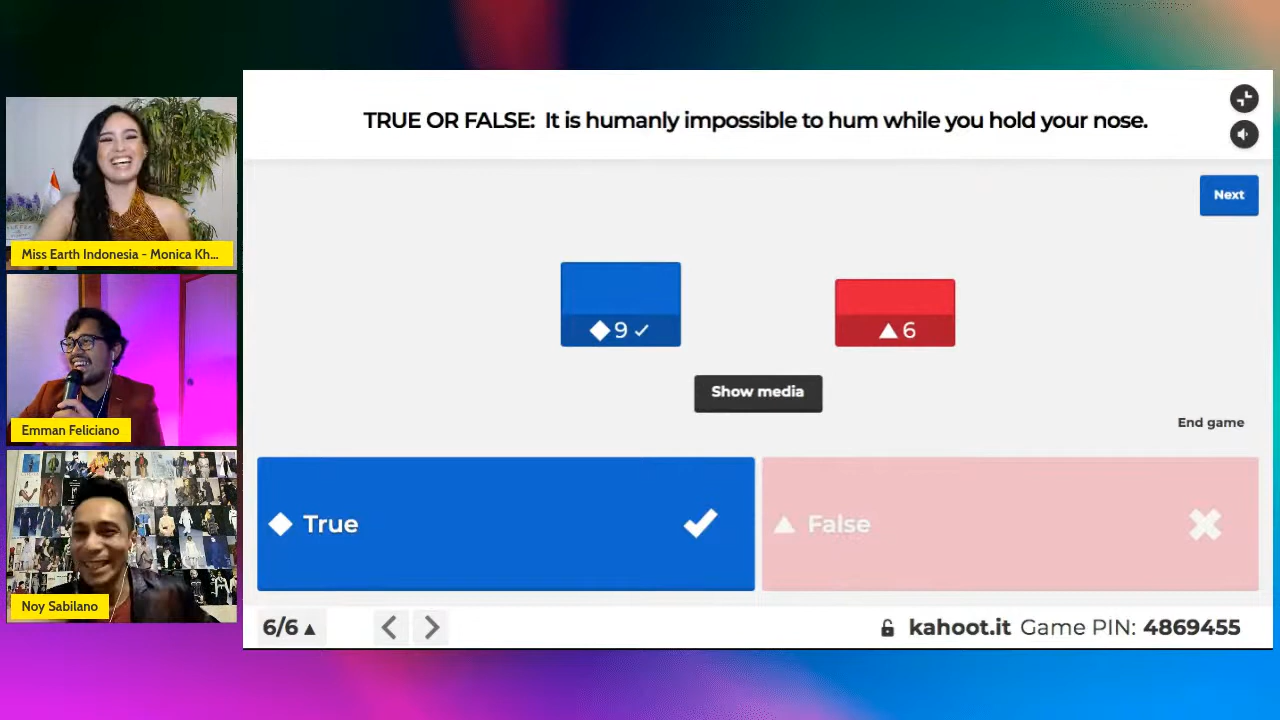 TRUE OR FALSE: It is humanly impossible to hum while you hold your nose.
Next
Miss Earth Indonesia - Monica Kh...
9
6
Show media
Emman Feliciano
End game
True
False
Noy Sabilano
6/6
kahoot.it Game PIN: 4869455